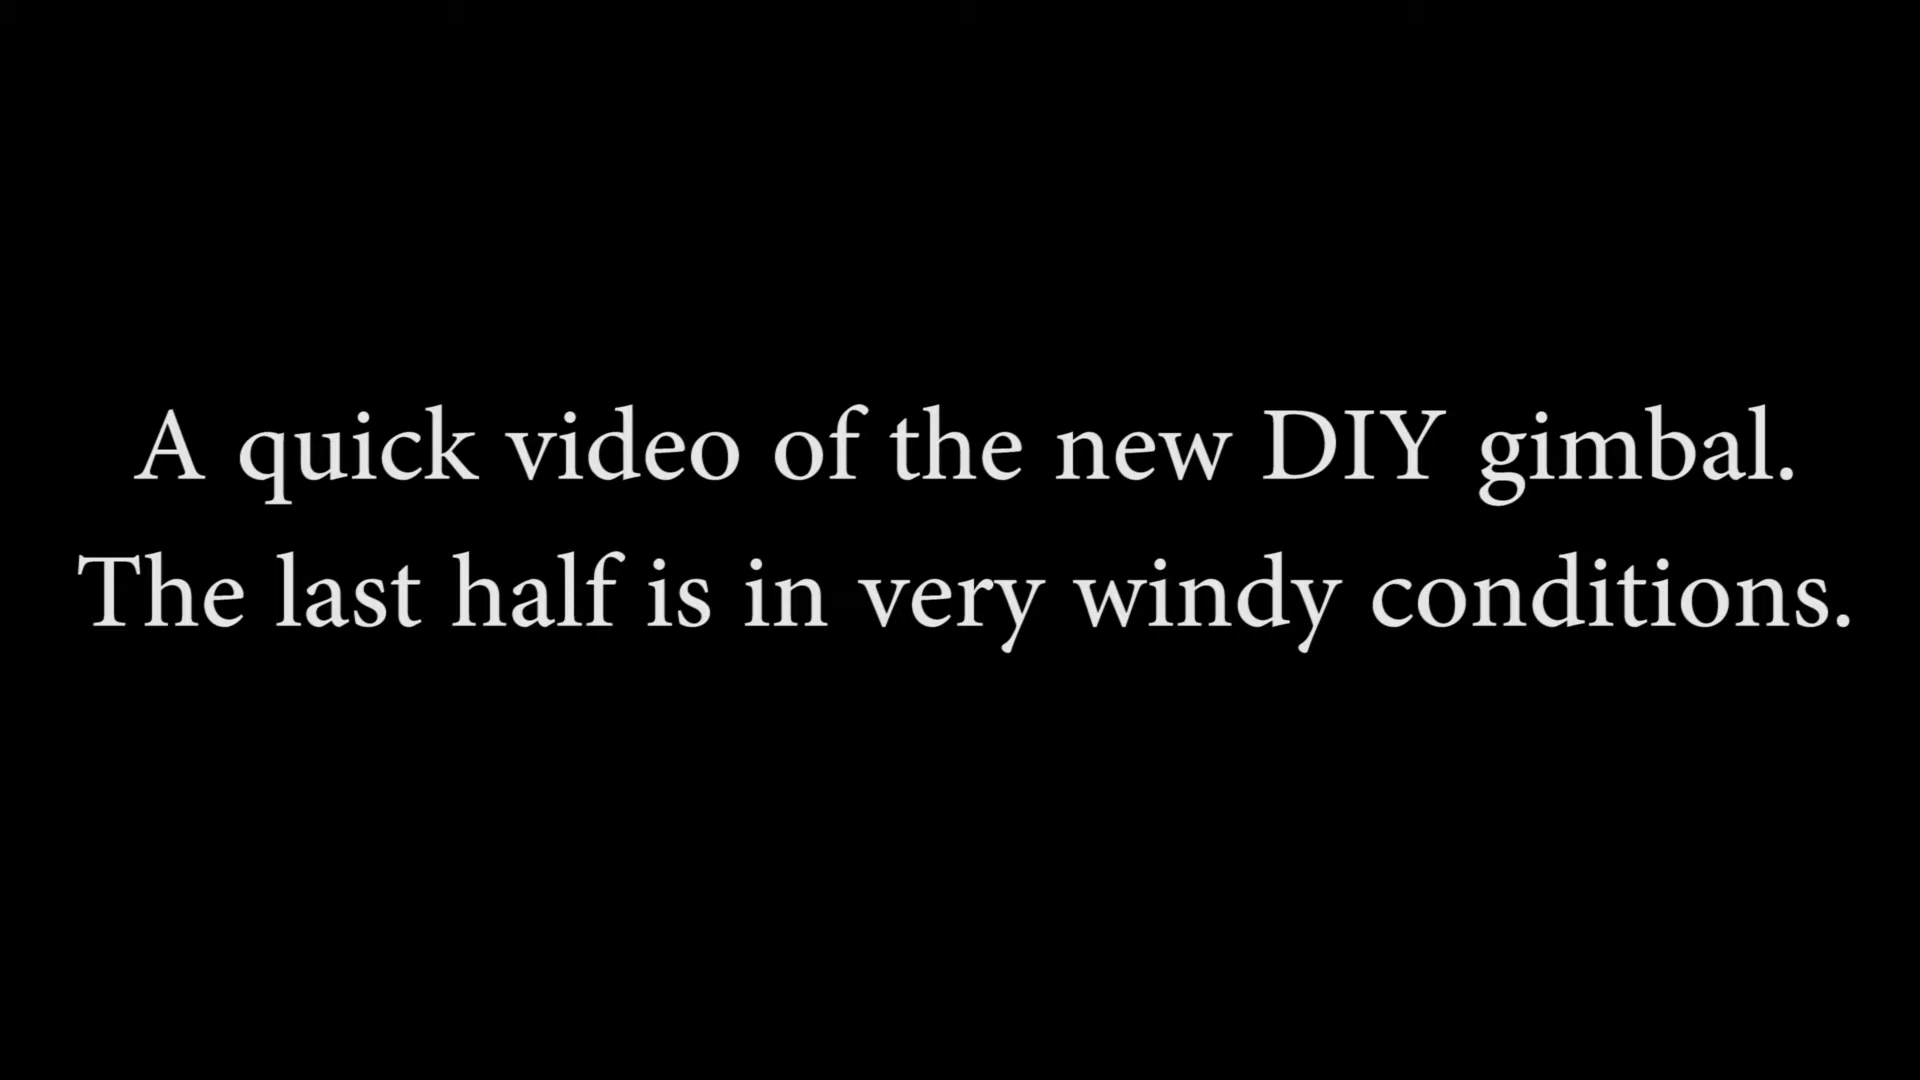 A quick video of the new DIY gimbal.
The last half is in very windy conditions.